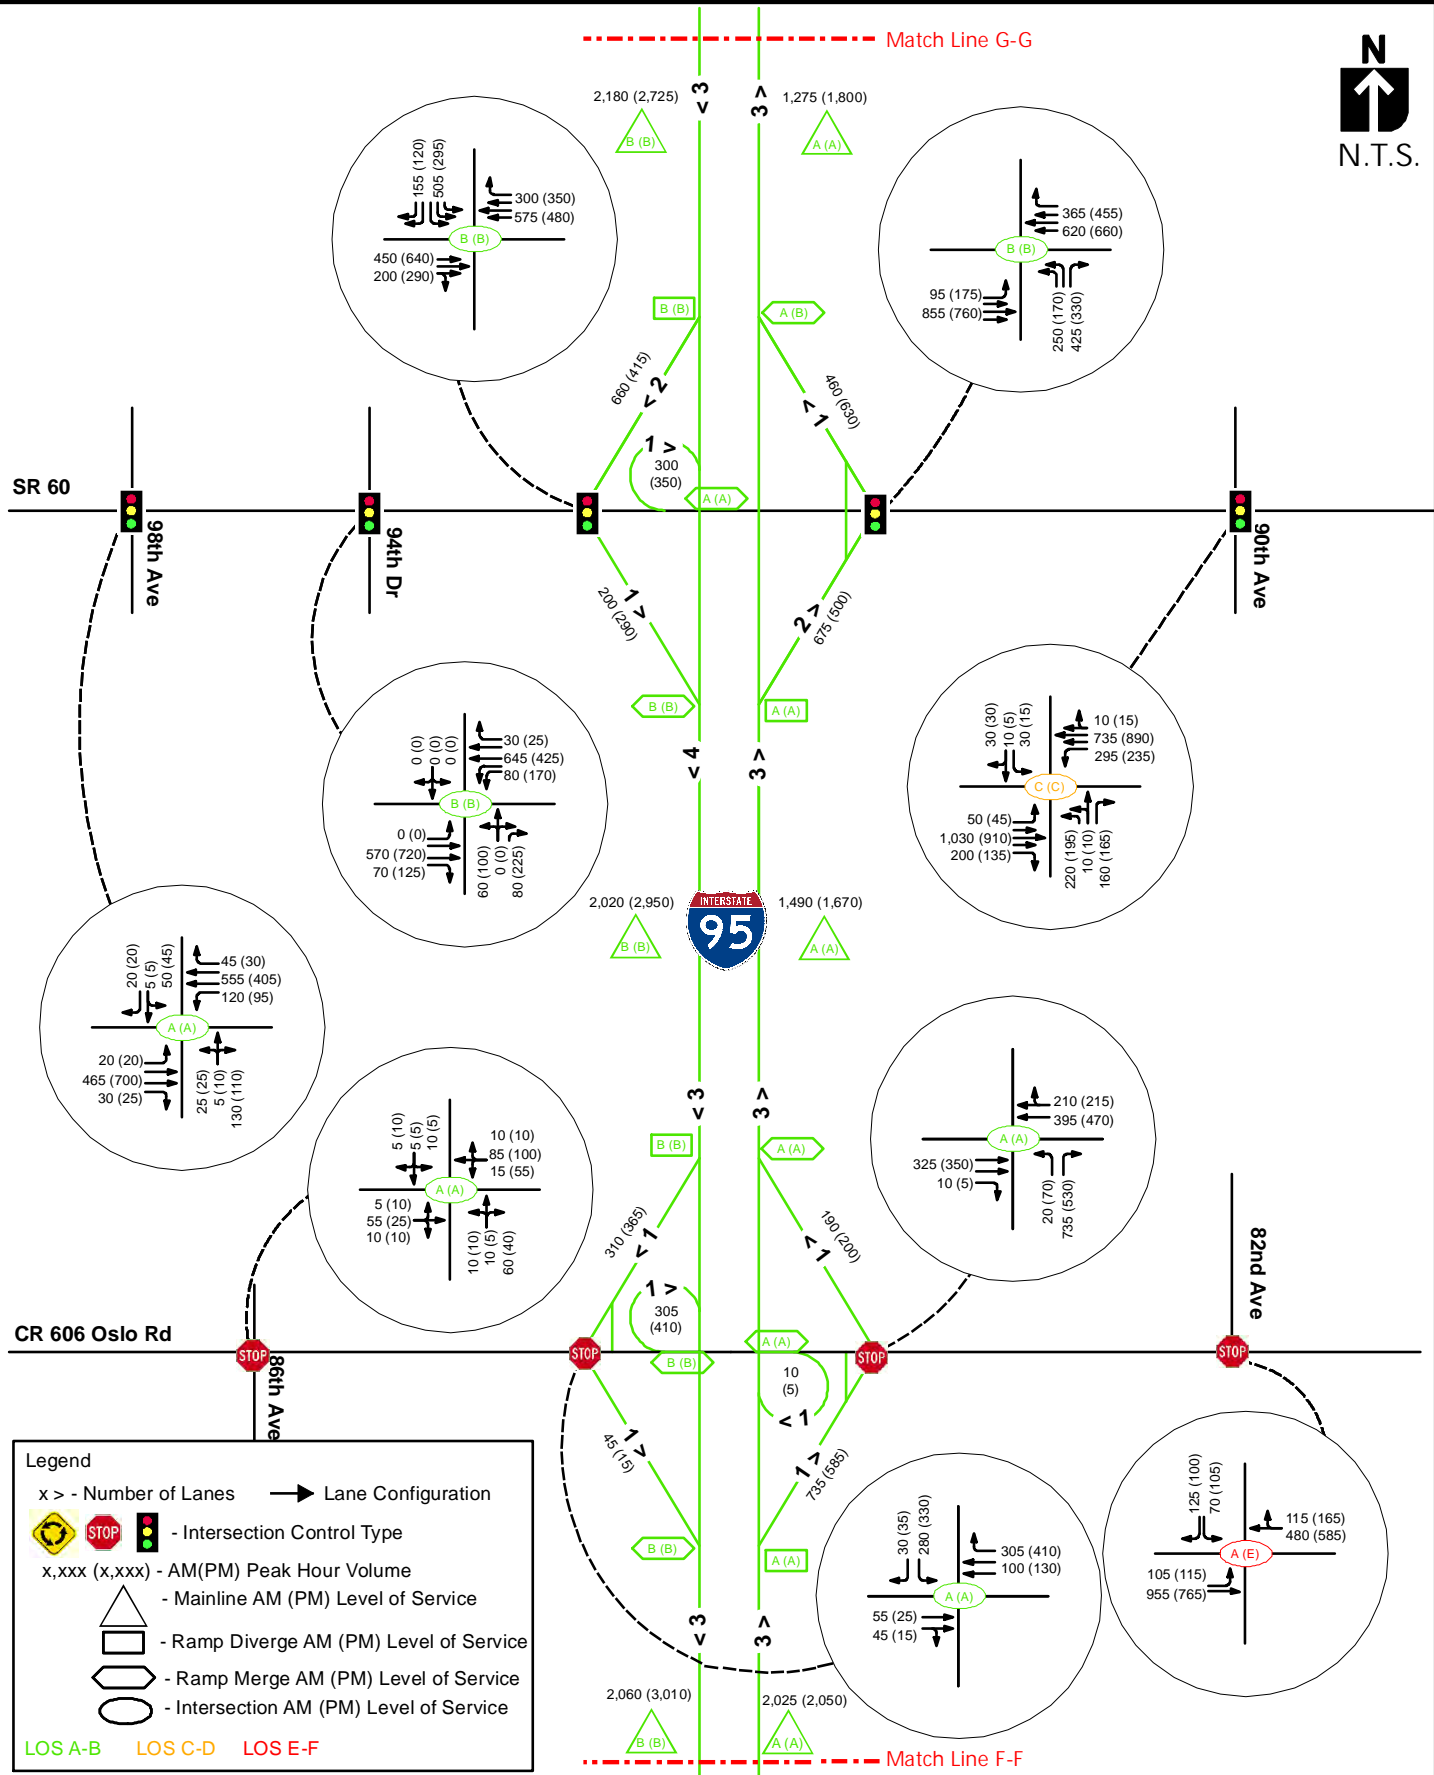 Match Line G-G
N
N.T.S.
2,180 (2,725)
B (B)
< 3
3 >
1,275 (1,800)
A (A)
155 (120)
505 (295)
300 (350)
575 (480)
B (B)
450 (640)
200 (290)
365 (455)
620 (660)
B (B)
95 (175)
855 (760)
250 (170)
425 (330)
B (B)
A (B)
660 (415)
< 2
460 (630)
< 1
1 >
300
(350)
A (A)
SR 60
98th Ave
94th Dr
90th Ave
200 (290)
1 >
2 >
675 (500)
B (B)
A (A)
< 4
3 >
0 (0)
0 (0)
0 (0)
30 (25)
645 (425)
80 (170)
B (B)
0 (0)
570 (720)
70 (125)
60 (100)
0 (0)
80 (225)
30 (30)
10 (5)
30 (15)
10 (15)
735 (890)
295 (235)
C (C)
50 (45)
1,030 (910)
200 (135)
220 (195)
10 (10)
160 (165)
2,020 (2,950)
B (B)
INTERSTATE
95
1,490 (1,670)
A (A)
20 (20)
5 (5)
50 (45)
45 (30)
555 (405)
120 (95)
A (A)
20 (20)
465 (700)
30 (25)
25 (25)
5 (10)
130 (110)
< 3
3 >
B (B)
A (A)
5 (10)
5 (5)
10 (5)
10 (10)
85 (100)
15 (55)
A (A)
5 (10)
55 (25)
10 (10)
10 (10)
10 (5)
60 (40)
210 (215)
395 (470)
A (A)
325 (350)
10 (5)
20 (70)
735 (530)
310 (365)
< 1
190 (200)
< 1
1 >
305
(410)
A (A)
B (B)
10
(5)
< 1
CR 606 Oslo Rd
STOP
STOP
STOP
STOP
86th Ave
82nd Ave
45 (15)
1 >
1 >
735 (585)
B (B)
A (A)
30 (35)
280 (330)
305 (410)
100 (130)
A (A)
55 (25)
45 (15)
125 (100)
70 (105)
115 (165)
480 (585)
A (E)
105 (115)
955 (765)
< 3
3 >
2,060 (3,010)
B (B)
2,025 (2,050)
A (A)
Match Line F-F
Legend
x > - Number of Lanes
Lane Configuration
STOP
- Intersection Control Type
x,xxx (x,xxx) - AM(PM) Peak Hour Volume
- Mainline AM (PM) Level of Service
- Ramp Diverge AM (PM) Level of Service
- Ramp Merge AM (PM) Level of Service
- Intersection AM (PM) Level of Service
LOS A-B LOS C-D LOS E-F